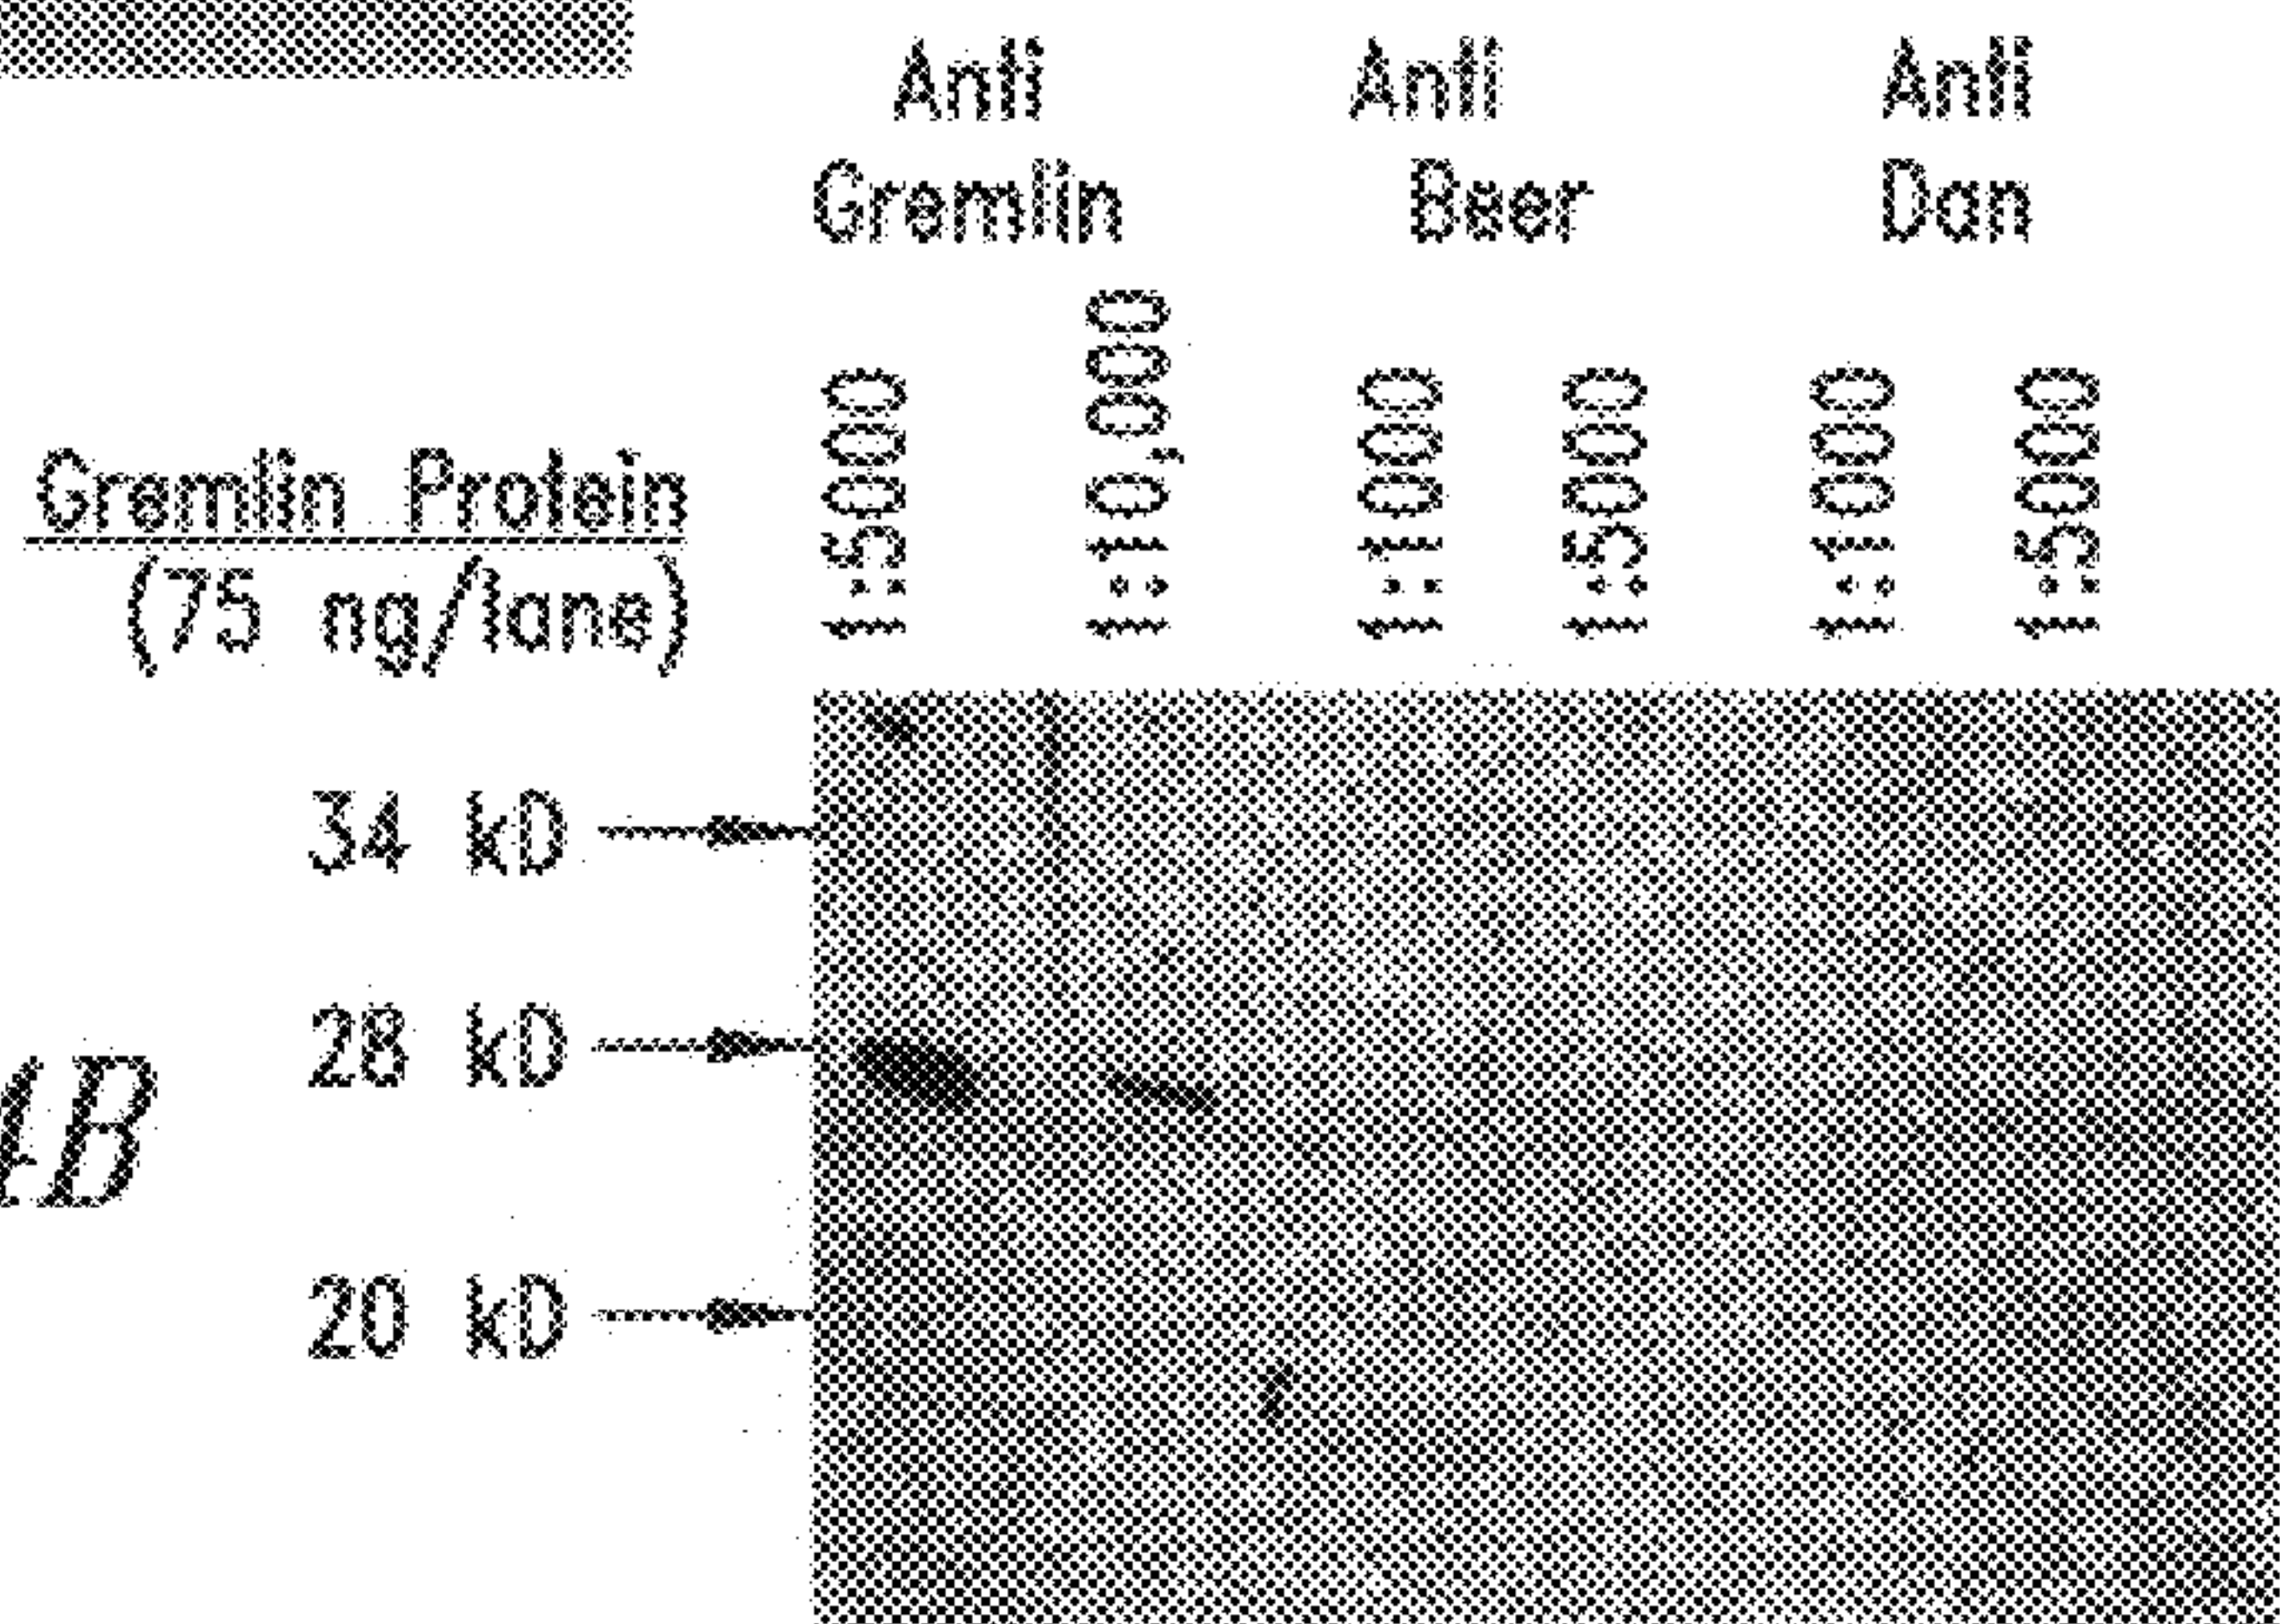 Anti Anti Anti
Gremlin Beer Dan
1:5000 1:10,000 1:1000 1:5000 1:1000 1:5000
Gremlin Protein
(75 ng/lane)
34 kD
28 kD
4B
20 kD